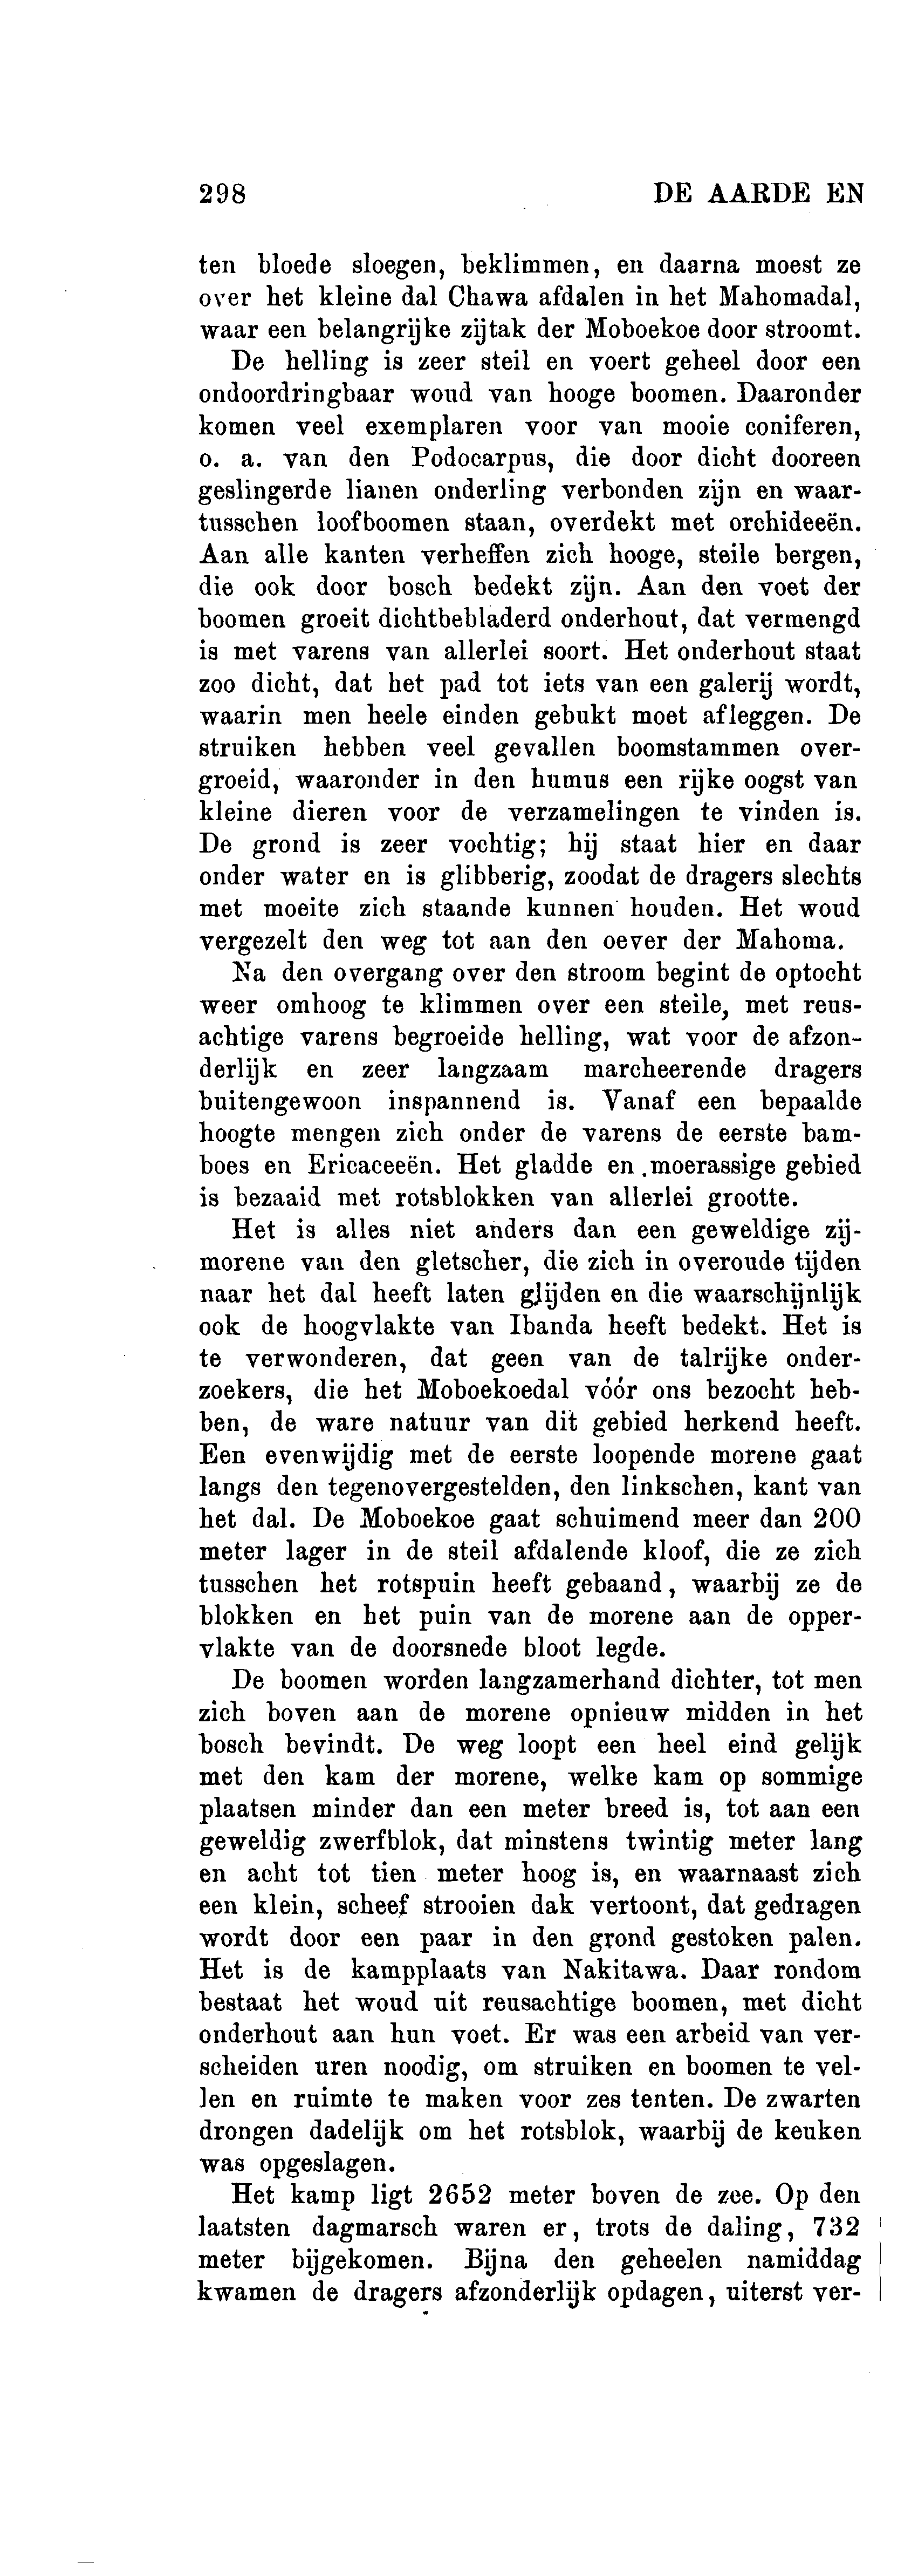 298 DE AARDE EN
ten bloede sloegen, beklimmen, en daarna moest ze
over het kleine dal Chawa afdalen in het Mahomadal,
waar een belangrijke zijtak der Moboekoe door stroomt.
De helling is zeer steil en voert geheel door een
ondoordringbaar woud van hooge boomen. Daaronder
komen veel exemplaren voor van mooie coniferen,
o. a. van den Podocarpus, die door dicht dooreen
geslingerde lianen onderling verbonden zijn en waar-
tusschen loofboomen staan, overdekt met orchideeën.
Aan alle kanten verheffen zich hooge, steile bergen,
die ook door bosch bedekt zijn. Aan den voet der
boomen groeit dichtbebladerd onderhout, dat vermengd
is met varens van allerlei soort. Het onderhout staat
zoo dicht, dat het pad tot iets van een galerij wordt,
waarin men heele einden gebukt moet afleggen. De
struiken hebben veel gevallen boomstammen over-
groeid, waaronder in den humus een rijke oogst van
kleine dieren voor de verzamelingen te vinden is.
De grond is zeer vochtig; hij staat hier en daar
onder water en is glibberig, zoodat de dragers slechts
met moeite zich staande kunnen houden. Het woud
vergezelt den weg tot aan den oever der Mahoma.
Na den overgang over den stroom begint de optocht
weer omhoog te klimmen over een steile, met reus-
achtige varens begroeide helling, wat voor de afzon-
derlijk en zeer langzaam marcheerende dragers
buitengewoon inspannend is. Vanaf een bepaalde
hoogte mengen zich onder de varens de eerste bam-
boes en Ericaceeën. Het gladde en moerassige gebied
is bezaaid met rotsblokken van allerlei grootte.
Het is alles niet anders dan een geweldige zij-
morene van den gletscher, die zich in overoude tijden
naar het dal heeft laten glijden en die waarschijnlijk
ook de hoogvlakte van Ibanda heeft bedekt. Het is
te verwonderen, dat geen van de talrijke onder-
zoekers, die het Moboekoedal vóór ons bezocht heb-
ben, de ware natuur van dit gebied herkend heeft.
Een evenwijdig met de eerste loopende morene gaat
langs den tegenovergestelden, den linkschen, kant van
het dal. De Moboekoe gaat schuimend meer dan 200
meter lager in de steil afdalende kloof, die ze zich
tusschen het rotspuin heeft gebaand, waarbij ze de
blokken en het puin van de morene aan de opper-
vlakte van de doorsnede bloot legde.
De boomen worden langzamerhand dichter, tot men
zich boven aan de morene opnieuw midden in het
bosch bevindt. De weg loopt een heel eind gelijk
met den kam der morene, welke kam op sommige
plaatsen minder dan een meter breed is, tot aan een
geweldig zwerfblok, dat minstens twintig meter lang
en acht tot tien meter hoog is, en waarnaast zich
een klein, scheef strooien dak vertoont, dat gedragen
wordt door een paar in den grond gestoken palen.
Het is de kampplaats van Nakitawa. Daar rondom
bestaat het woud uit reusachtige boomen, met dicht
onderhout aan hun voet. Er was een arbeid van ver-
scheiden uren noodig, om struiken en boomen te vel-
len en ruimte te maken voor zes tenten. De zwarten
drongen dadelijk om het rotsblok, waarbij de keuken
was opgeslagen.
Het kamp ligt 2652 meter boven de zee. Op den
laatsten dagmarsch waren er, trots de daling, 732
meter bijgekomen. Bijna den geheelen namiddag
kwamen de dragers afzonderlijk opdagen, uiterst ver-